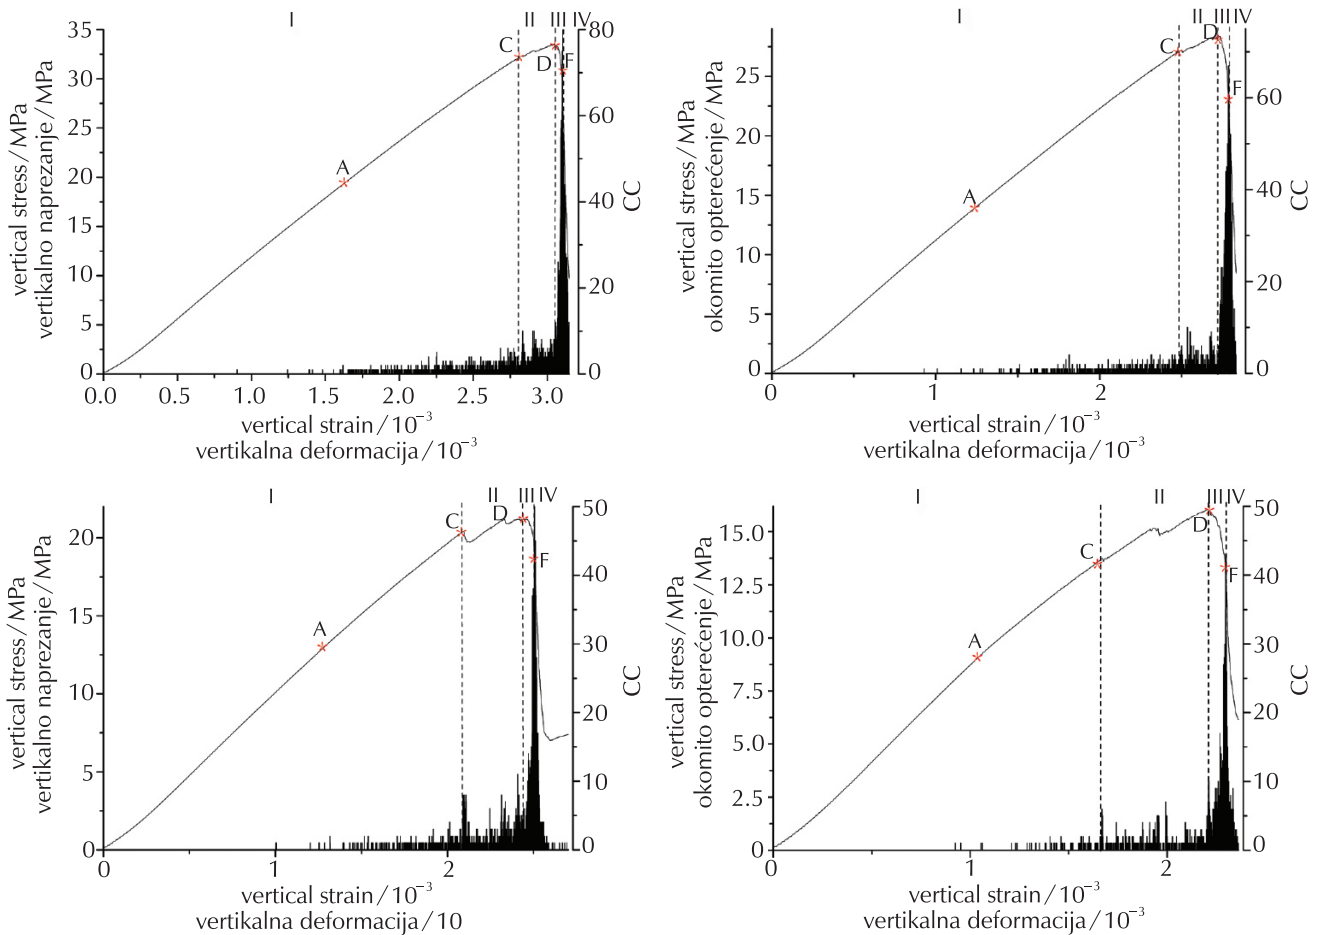 I II III IV
35
30
25
20
15
10
5
0
80
60
40
20
0
A
C
D
F
CC
vertical stress / MPa
vertikalno naprezanje / MPa
0.0 0.5 1.0 1.5 2.0 2.5 3.0
vertical strain / 10⁻³
vertikalna deformacija / 10⁻³
I II III IV
25
20
15
10
5
0
60
40
20
0
A
C
D
F
CC
vertical stress / MPa
okomito opterećenje / MPa
0 1 2
vertical strain / 10⁻³
vertikalna deformacija / 10⁻³
I II III IV
20
15
10
5
0
50
40
30
20
10
0
A
C
D
F
CC
vertical stress / MPa
vertikalno naprezanje / MPa
0 1 2
vertical strain / 10⁻³
vertikalna deformacija / 10
I II III IV
15.0
12.5
10.0
7.5
5.0
2.5
0
50
40
30
20
10
0
A
C
D
F
CC
vertical stress / MPa
okomito opterećenje / MPa
0 1 2
vertical strain / 10⁻³
vertikalna deformacija / 10⁻³